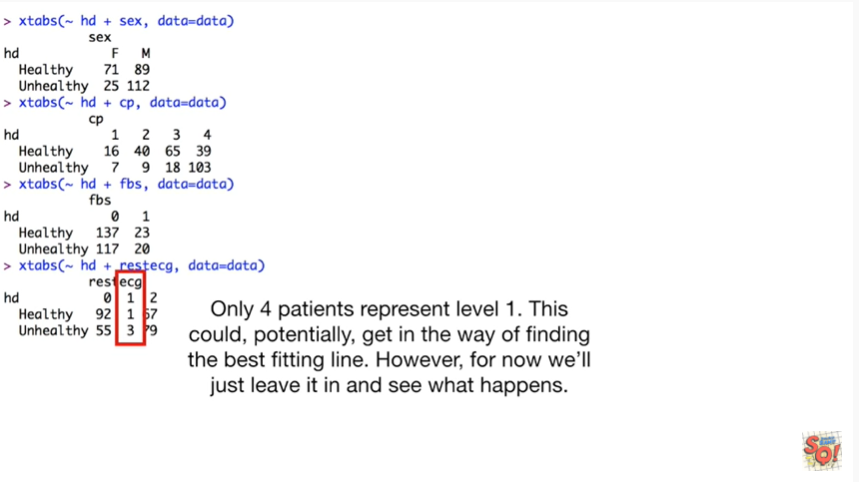 > xtabs(~ hd + sex, data=data)
sex
hd F M
Healthy 71 89
Unhealthy 25 112
> xtabs(~ hd + cp, data=data)
cp
hd 1 2 3 4
Healthy 16 40 65 39
Unhealthy 7 9 18 103
> xtabs(~ hd + fbs, data=data)
fbs
hd 0 1
Healthy 137 23
Unhealthy 117 20
> xtabs(~ hd + restecg, data=data)
restecg
hd 0 1 2
Healthy 92 1 67
Unhealthy 55 3 79
Only 4 patients represent level 1. This
could, potentially, get in the way of finding
the best fitting line. However, for now we'll
just leave it in and see what happens.
SQ!